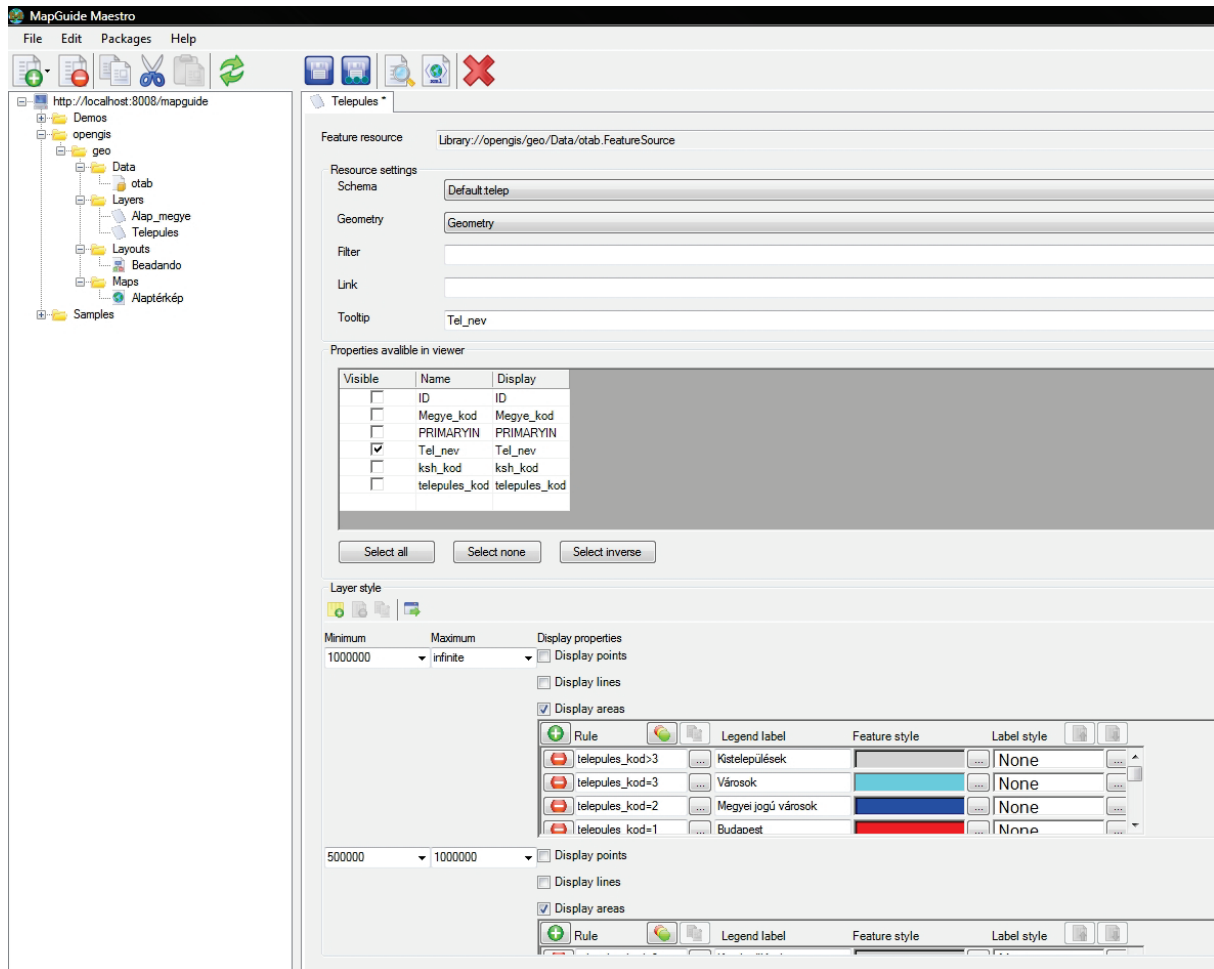 MapGuide Maestro
File Edit Packages Help
http://localhost:8008/mapguide
Demos
opengis
geo
Data
otab
Layers
Alap_megye
Telepules
Layouts
Beadando
Maps
Alaptérkép
Samples
Telepules *
Feature resource Library://opengis/geo/Data/otab.FeatureSource
Resource settings
Schema Default:telep
Geometry Geometry
Filter
Link
Tooltip Tel_nev
Properties avalible in viewer
Visible Name Display
ID ID
Megye_kod Megye_kod
PRIMARYIN PRIMARYIN
Tel_nev Tel_nev
ksh_kod ksh_kod
telepules_kod telepules_kod
Select all Select none Select inverse
Layer style
Minimum Maximum Display properties
1000000 infinite Display points
Display lines
Display areas
Rule Legend label Feature style Label style
telepules_kod>3 ... Kistelepülések ... None ...
telepules_kod=3 ... Városok ... None ...
telepules_kod=2 ... Megyei jogú városok ... None ...
telepules_kod=1 ... Budapest ... None ...
500000 1000000 Display points
Display lines
Display areas
Rule Legend label Feature style Label style